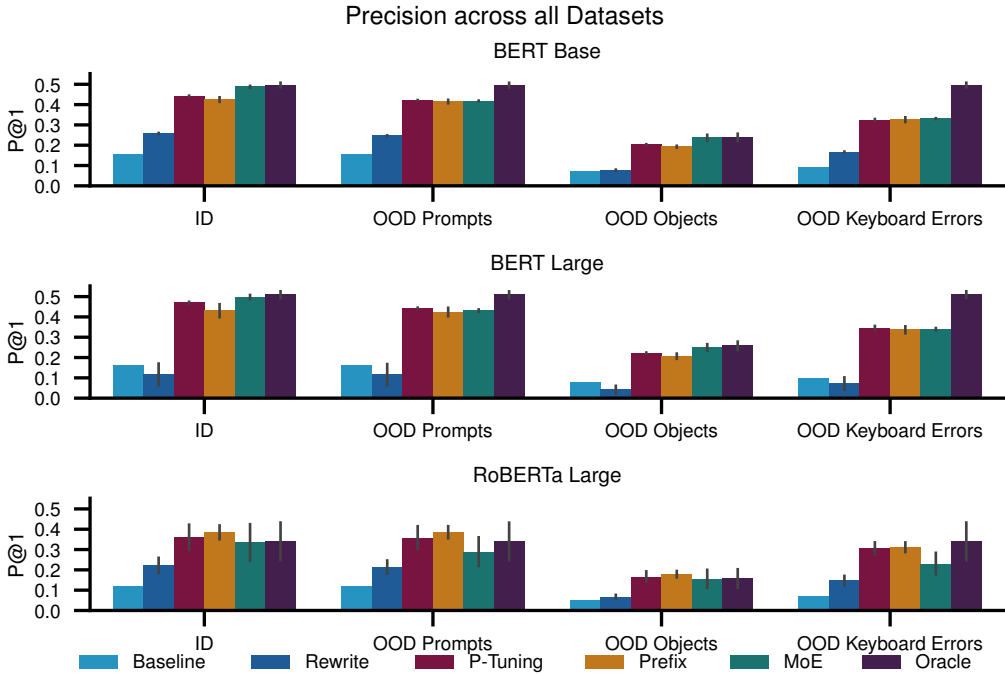 Precision across all Datasets
BERT Base
P@1
0.5
0.4
0.3
0.2
0.1
0.0
ID OOD Prompts OOD Objects OOD Keyboard Errors
BERT Large
P@1
0.5
0.4
0.3
0.2
0.1
0.0
ID OOD Prompts OOD Objects OOD Keyboard Errors
RoBERTa Large
P@1
0.5
0.4
0.3
0.2
0.1
0.0
ID OOD Prompts OOD Objects OOD Keyboard Errors
Baseline Rewrite P-Tuning Prefix MoE Oracle